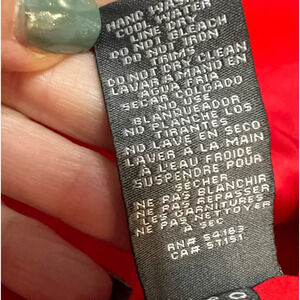 HAND WASH
COOL WATER
LINE DRY
DO NOT BLEACH
DO NOT IRON
TRIMS
DO NOT DRY CLEAN
LAVAR A MANO EN
AGUA FRIA
SECAR COLGADO
NO USE
BLANQUEADOR
NO PLANCHE LOS
TIRANTES
NO LAVE EN SECO
LAVER A LA MAIN
A L'EAU FROIDE
SUSPENDRE POUR
SECHER
NE PAS BLANCHIR
NE PAS REPASSER
LES GARNITURES
NE PAS NETTOYER
A SEC
RN# 54163
CA# 57151